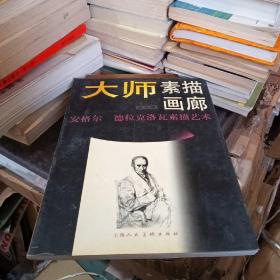 大师素描
画廊
安格尔 德拉克洛瓦素描艺术
上海人民美术出版社